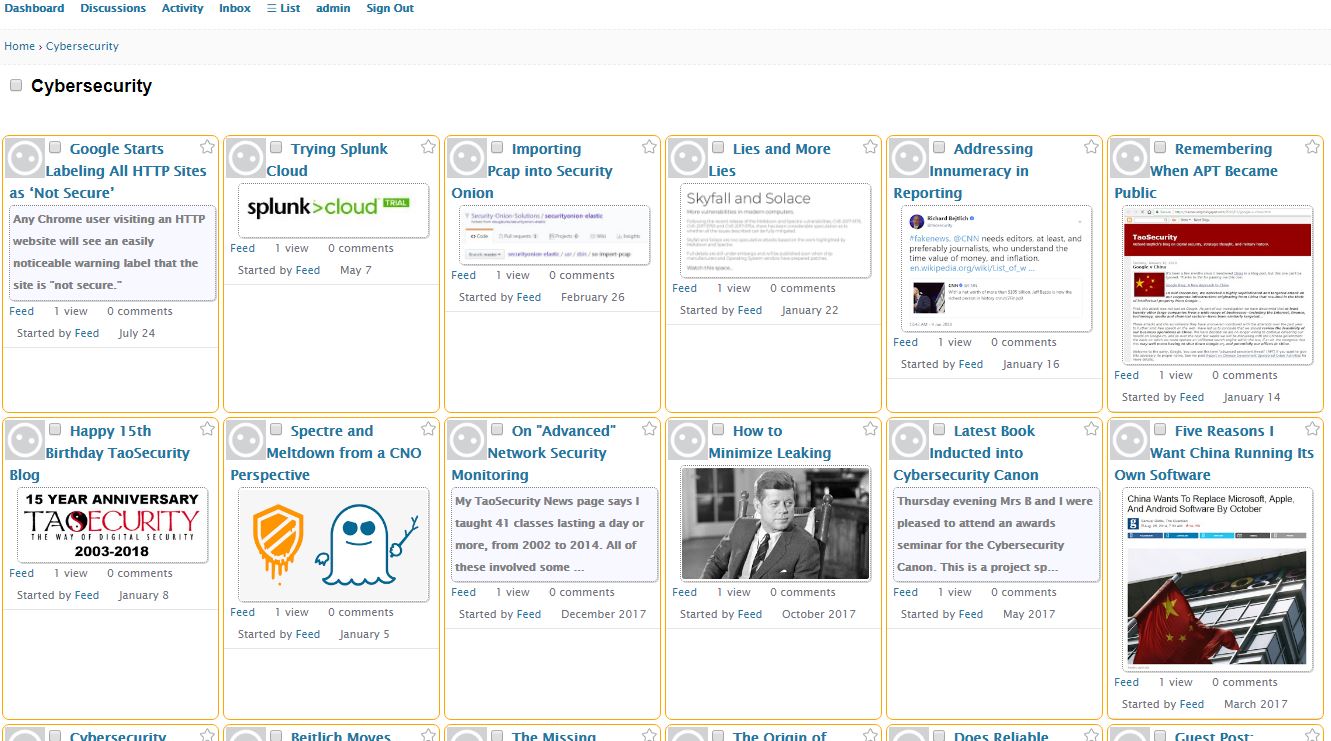 Dashboard Discussions Activity Inbox ☰ List admin Sign Out
Home › Cybersecurity
Cybersecurity
Google Starts
Labeling All HTTP Sites
as ‘Not Secure’
Any Chrome user visiting an HTTP
website will see an easily
noticeable warning label that the
site is "not secure."
Feed 1 view 0 comments
Started by Feed July 24
Trying Splunk
Cloud
splunk>cloud TRIAL
Feed 1 view 0 comments
Started by Feed May 7
Importing
Pcap into Security
Onion
Security-Onion-Solutions / securityonion-elastic
Code Pull requests Projects Wiki Insights
securityonion-elastic / usr / sbin / so-import-pcap
Feed 1 view 0 comments
Started by Feed February 26
Lies and More
Lies
Skyfall and Solace
More vulnerabilities in modern computers.
Watch this space...
Feed 1 view 0 comments
Started by Feed January 22
Addressing
Innumeracy in
Reporting
Richard Bejtlich
#fakenews, @CNN needs editors, at least, and
preferably journalists, who understand the
time value of money, and inflation.
en.wikipedia.org/wiki/List_of_w ...
CNN
Feed 1 view 0 comments
Started by Feed January 16
Remembering
When APT Became
Public
TaoSecurity
Google v China
Feed 1 view 0 comments
Started by Feed January 14
Happy 15th
Birthday TaoSecurity
Blog
15 YEAR ANNIVERSARY
TAOSECURITY
THE WAY OF DIGITAL SECURITY
2003-2018
Feed 1 view 0 comments
Started by Feed January 8
Spectre and
Meltdown from a CNO
Perspective
Feed 1 view 0 comments
Started by Feed January 5
On "Advanced"
Network Security
Monitoring
My TaoSecurity News page says I
taught 41 classes lasting a day or
more, from 2002 to 2014. All of
these involved some ...
Feed 1 view 0 comments
Started by Feed December 2017
How to
Minimize Leaking
Feed 1 view 0 comments
Started by Feed October 2017
Latest Book
Inducted into
Cybersecurity Canon
Thursday evening Mrs B and I were
pleased to attend an awards
seminar for the Cybersecurity
Canon. This is a project sp...
Feed 1 view 0 comments
Started by Feed May 2017
Five Reasons I
Want China Running Its
Own Software
China Wants To Replace Microsoft, Apple,
And Android Software By October
Feed 1 view 0 comments
Started by Feed March 2017
Cybersecurity
Bejtlich Moves
The Missing
The Origin of
Does Reliable
Guest Post: